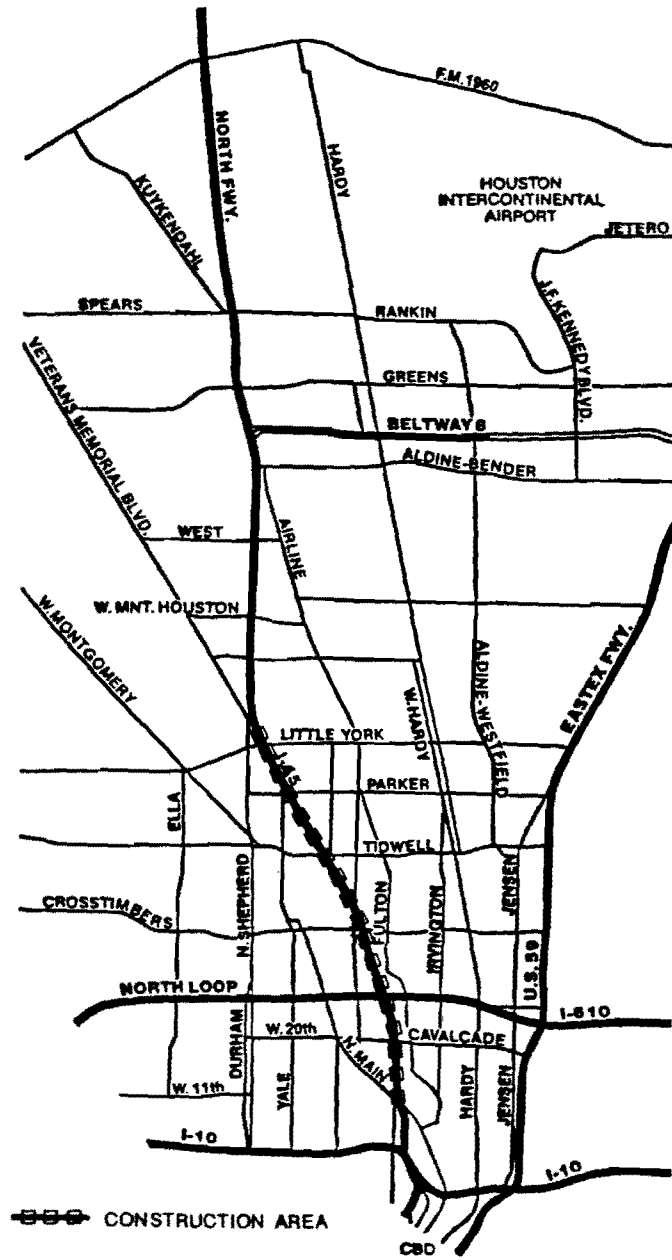 F.M. 1960
NORTH FWY.
HARDY
KUYKENDAHL
HOUSTON
INTERCONTINENTAL
AIRPORT
JETERO
J.F. KENNEDY BLVD.
SPEARS
RANKIN
VETERANS MEMORIAL BLVD.
GREENS
BELTWAY 8
ALDINE-BENDER
WEST
AIRLINE
W. MNT. HOUSTON
W. MONTGOMERY
EASTEX FWY.
ALDINE-WESTFIELD
W. HARDY
LITTLE YORK
I-45
PARKER
ELLA
TIDWELL
N. SHEPHERD
FULTON
IRVINGTON
JENSEN
CROSSTIMBERS
U.S. 59
NORTH LOOP
I-610
DURHAM
W. 20th
N. MAIN
CAVALCADE
W. 11th
YALE
HARDY
JENSEN
I-10
I-10
CONSTRUCTION AREA
CBD